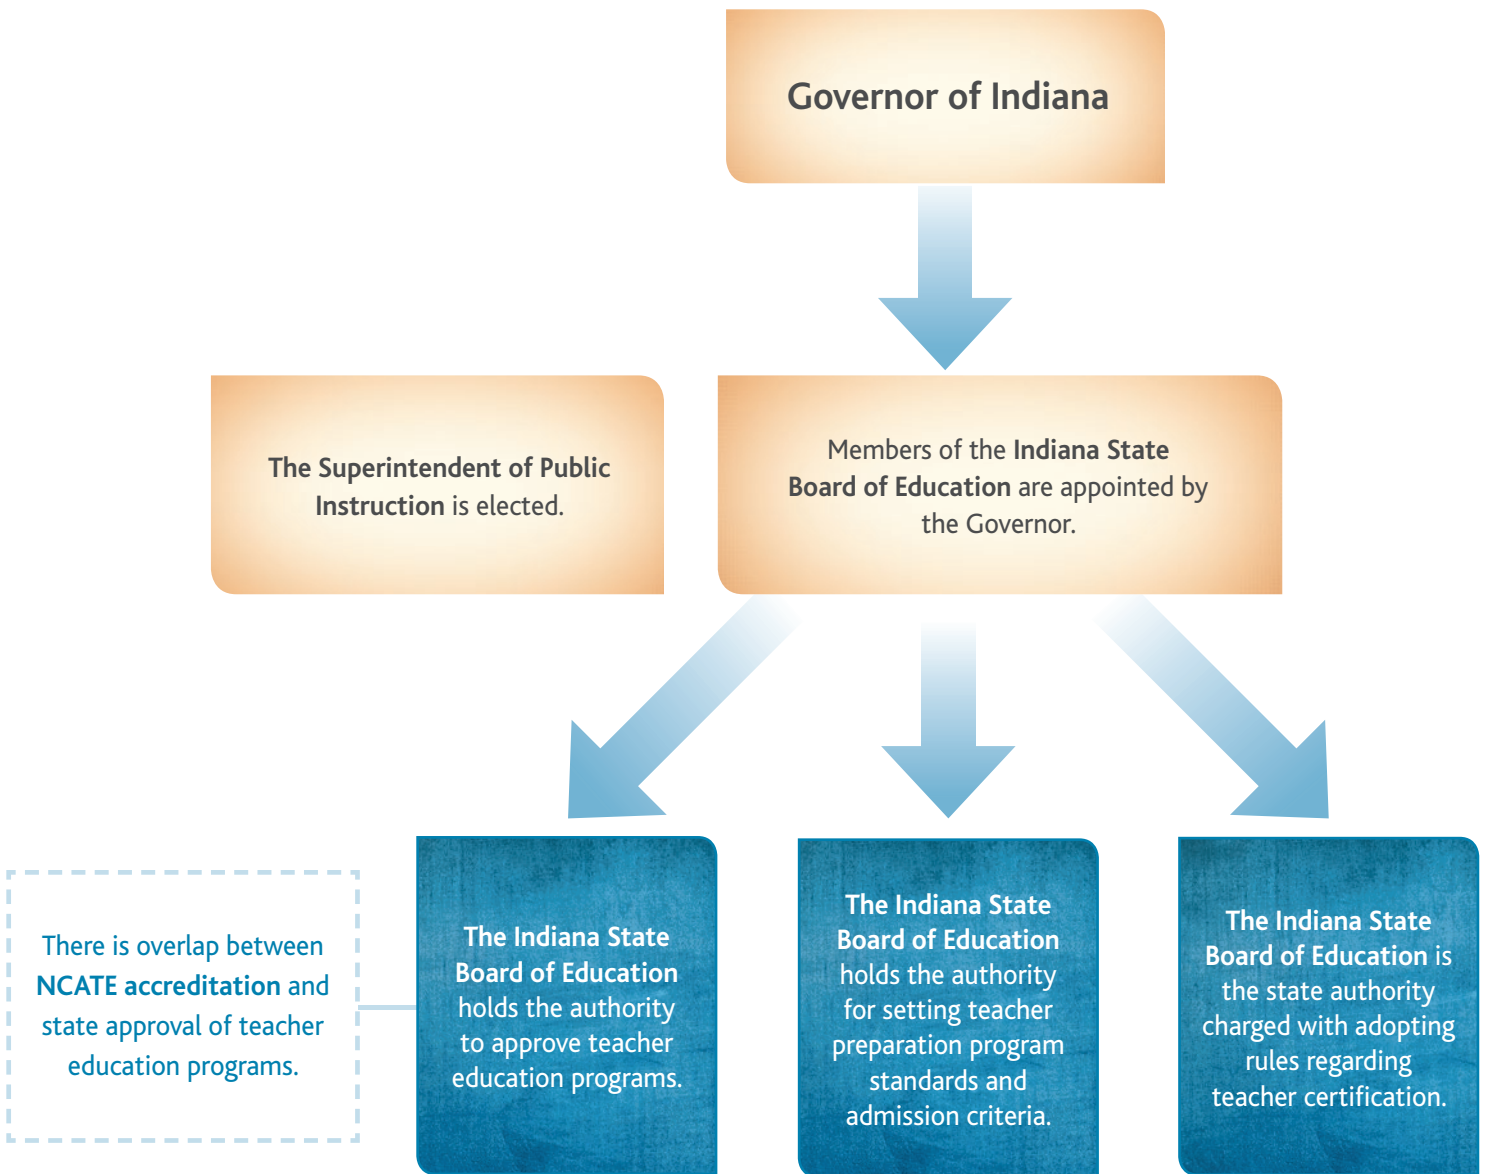 Governor of Indiana
The Superintendent of Public
Instruction is elected.
Members of the Indiana State
Board of Education are appointed by
the Governor.
There is overlap between
NCATE accreditation and
state approval of teacher
education programs.
The Indiana State
Board of Education
holds the authority
to approve teacher
education programs.
The Indiana State
Board of Education
holds the authority
for setting teacher
preparation program
standards and
admission criteria.
The Indiana State
Board of Education is
the state authority
charged with adopting
rules regarding
teacher certification.